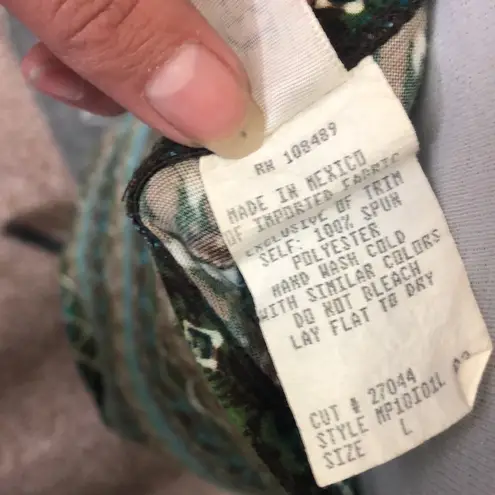 RN 108489
MADE IN MEXICO
OF IMPORTED FABRIC
EXCLUSIVE OF TRIM
SELF: 100% SPUN
POLYESTER
HAND WASH COLD
WITH SIMILAR COLORS
DO NOT BLEACH
LAY FLAT TO DRY
CUT # 27044
STYLE MP10I01L
SIZE L